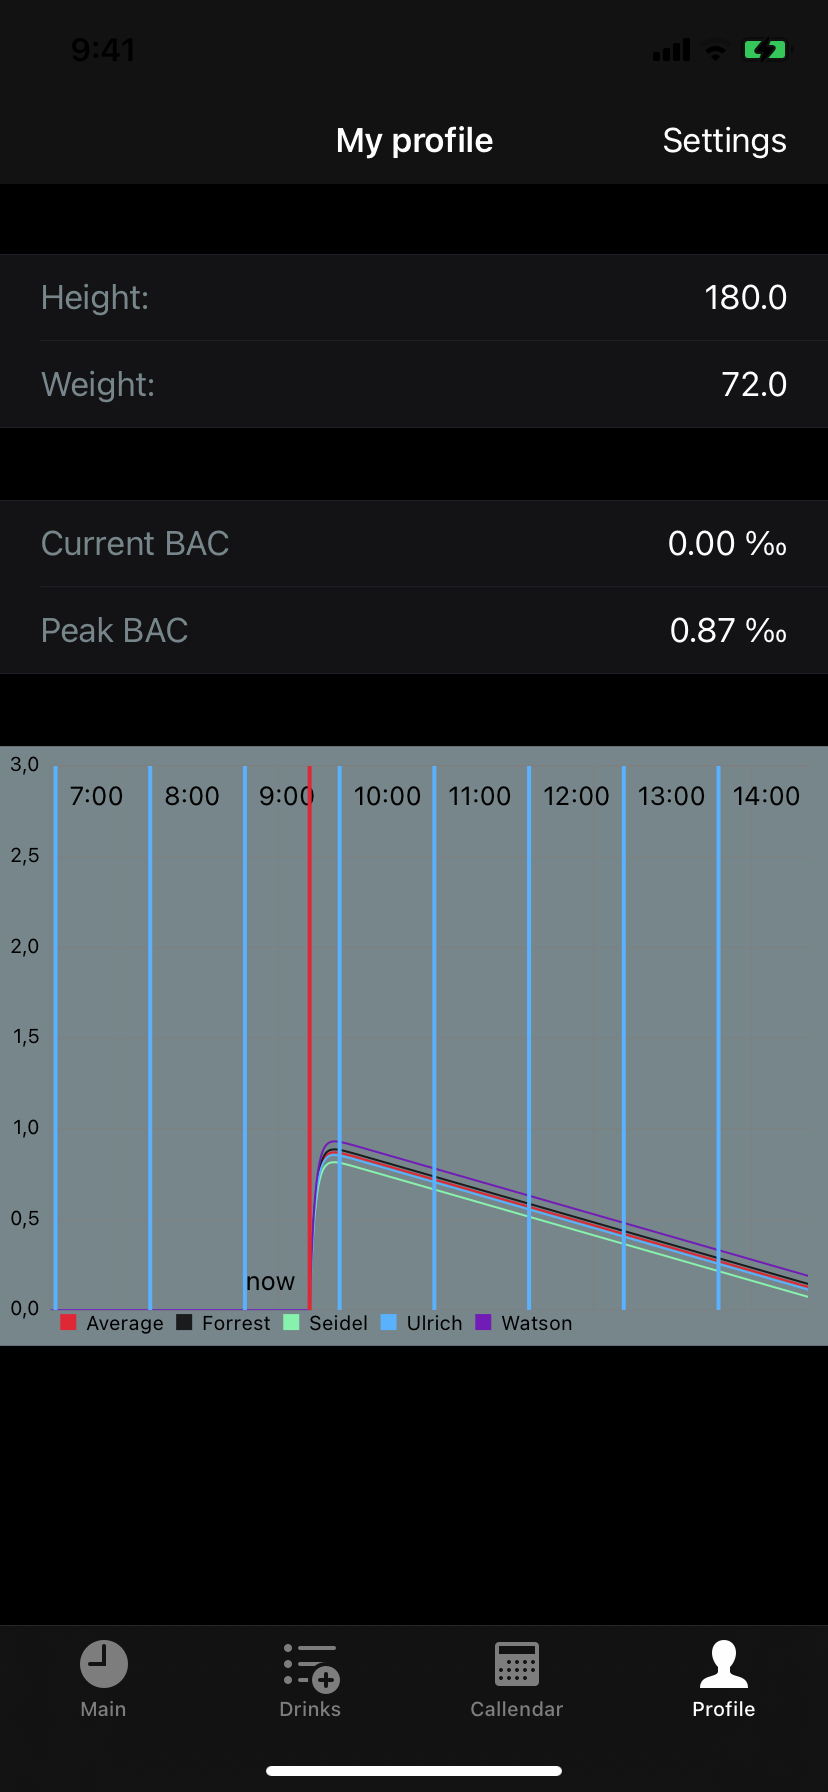 9:41
My profile Settings
Height: 180.0
Weight: 72.0
Current BAC 0.00 ‰
Peak BAC 0.87 ‰
3,0
7:00 8:00 9:00 10:00 11:00 12:00 13:00 14:00
2,5
2,0
1,5
1,0
0,5
now
0,0
Average Forrest Seidel Ulrich Watson
Main Drinks Callendar Profile